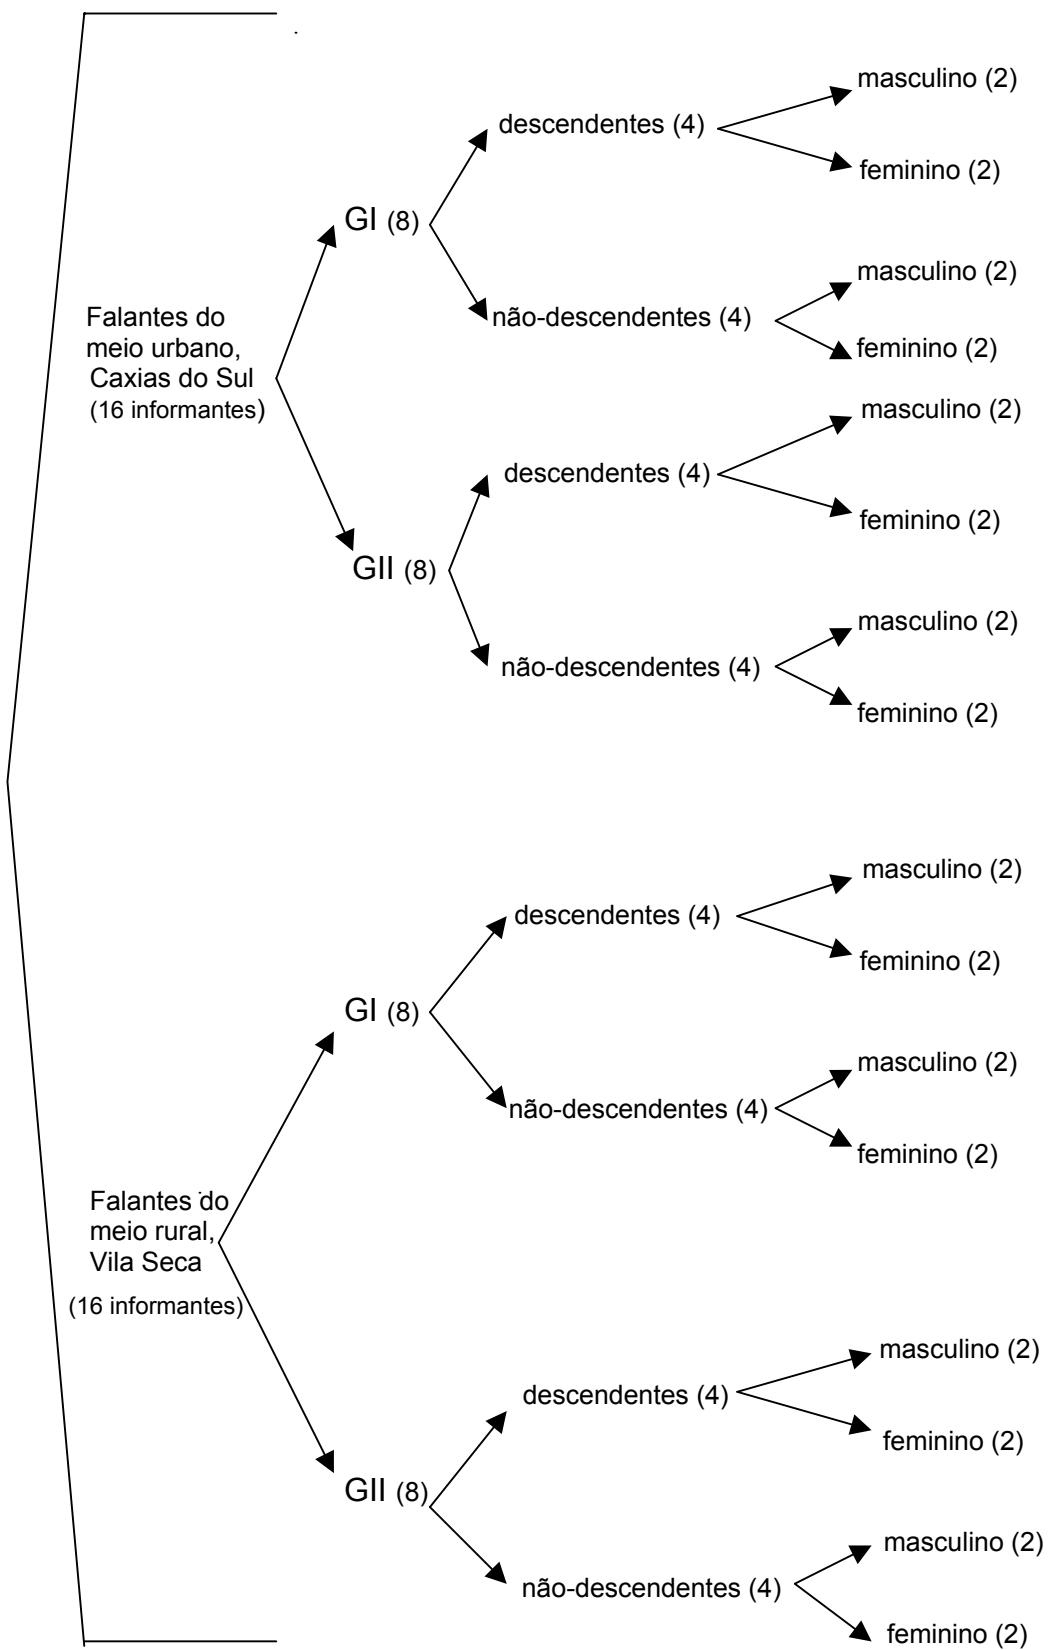 masculino (2)
descendentes (4)
feminino (2)
GI (8)
masculino (2)
não-descendentes (4)
feminino (2)
Falantes do
meio urbano,
Caxias do Sul
(16 informantes)
masculino (2)
descendentes (4)
feminino (2)
GII (8)
masculino (2)
não-descendentes (4)
feminino (2)
masculino (2)
descendentes (4)
feminino (2)
GI (8)
masculino (2)
não-descendentes (4)
feminino (2)
Falantes do
meio rural,
Vila Seca
(16 informantes)
masculino (2)
descendentes (4)
feminino (2)
GII (8)
masculino (2)
não-descendentes (4)
feminino (2)